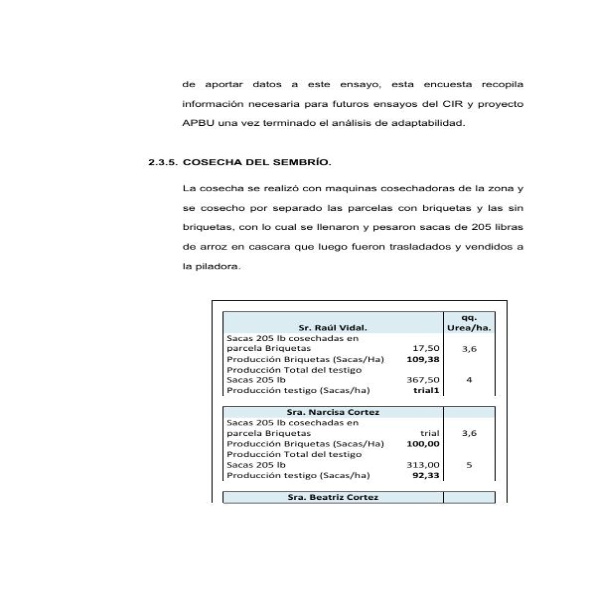 de aportar datos a este ensayo, esta encuesta recopila
información necesaria para futuros ensayos del CIR y proyecto
APBU una vez terminado el análisis de adaptabilidad.
2.3.5. COSECHA DEL SEMBRÍO.
La cosecha se realizó con maquinas cosechadoras de la zona y
se cosecho por separado las parcelas con briquetas y las sin
briquetas, con lo cual se llenaron y pesaron sacas de 205 libras
de arroz en cascara que luego fueron trasladados y vendidos a
la piladora.
qq.
Sr. Raúl Vidal. Urea/ha.
Sacas 205 lb cosechadas en
parcela Briquetas 17,50 3,6
Producción Briquetas (Sacas/Ha) 109,38
Producción Total del testigo
Sacas 205 lb 367,50 4
Producción testigo (Sacas/ha) trial1
Sra. Narcisa Cortez
Sacas 205 lb cosechadas en
parcela Briquetas trial 3,6
Producción Briquetas (Sacas/Ha) 100,00
Producción Total del testigo
Sacas 205 lb 313,00 5
Producción testigo (Sacas/ha) 92,33
Sra. Beatriz Cortez